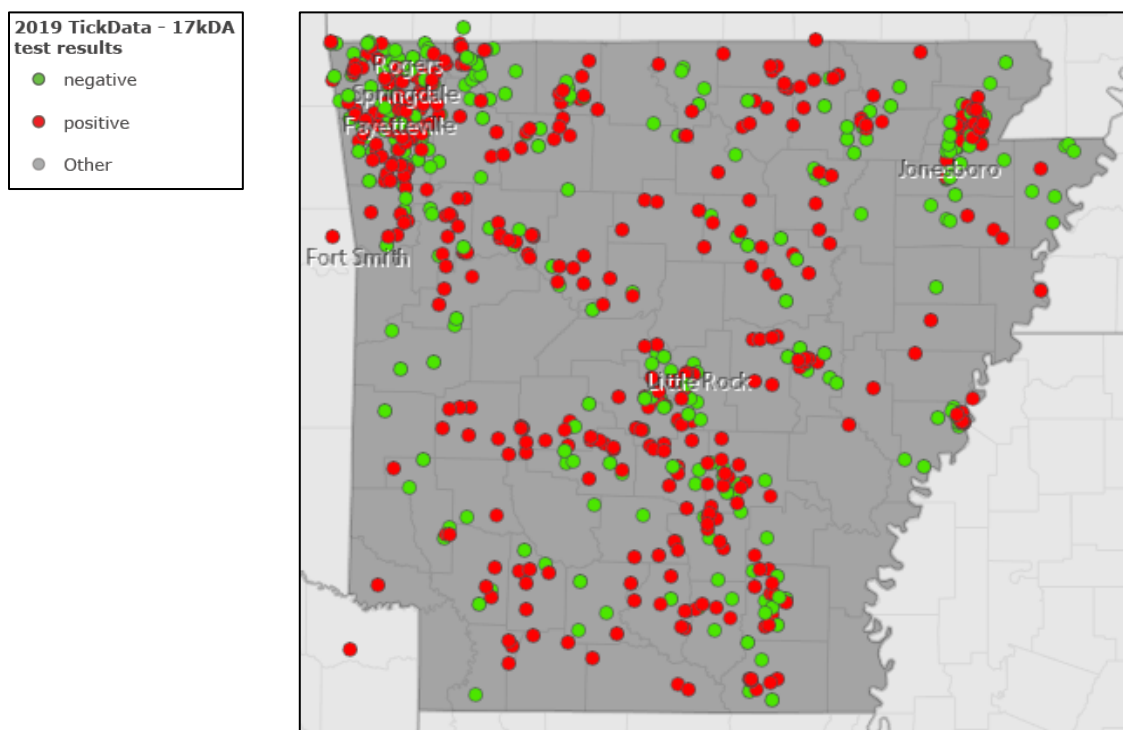 2019 TickData - 17kDA
test results
negative
positive
Other
Rogers
Springdale
Fayetteville
Jonesboro
Fort Smith
Little Rock